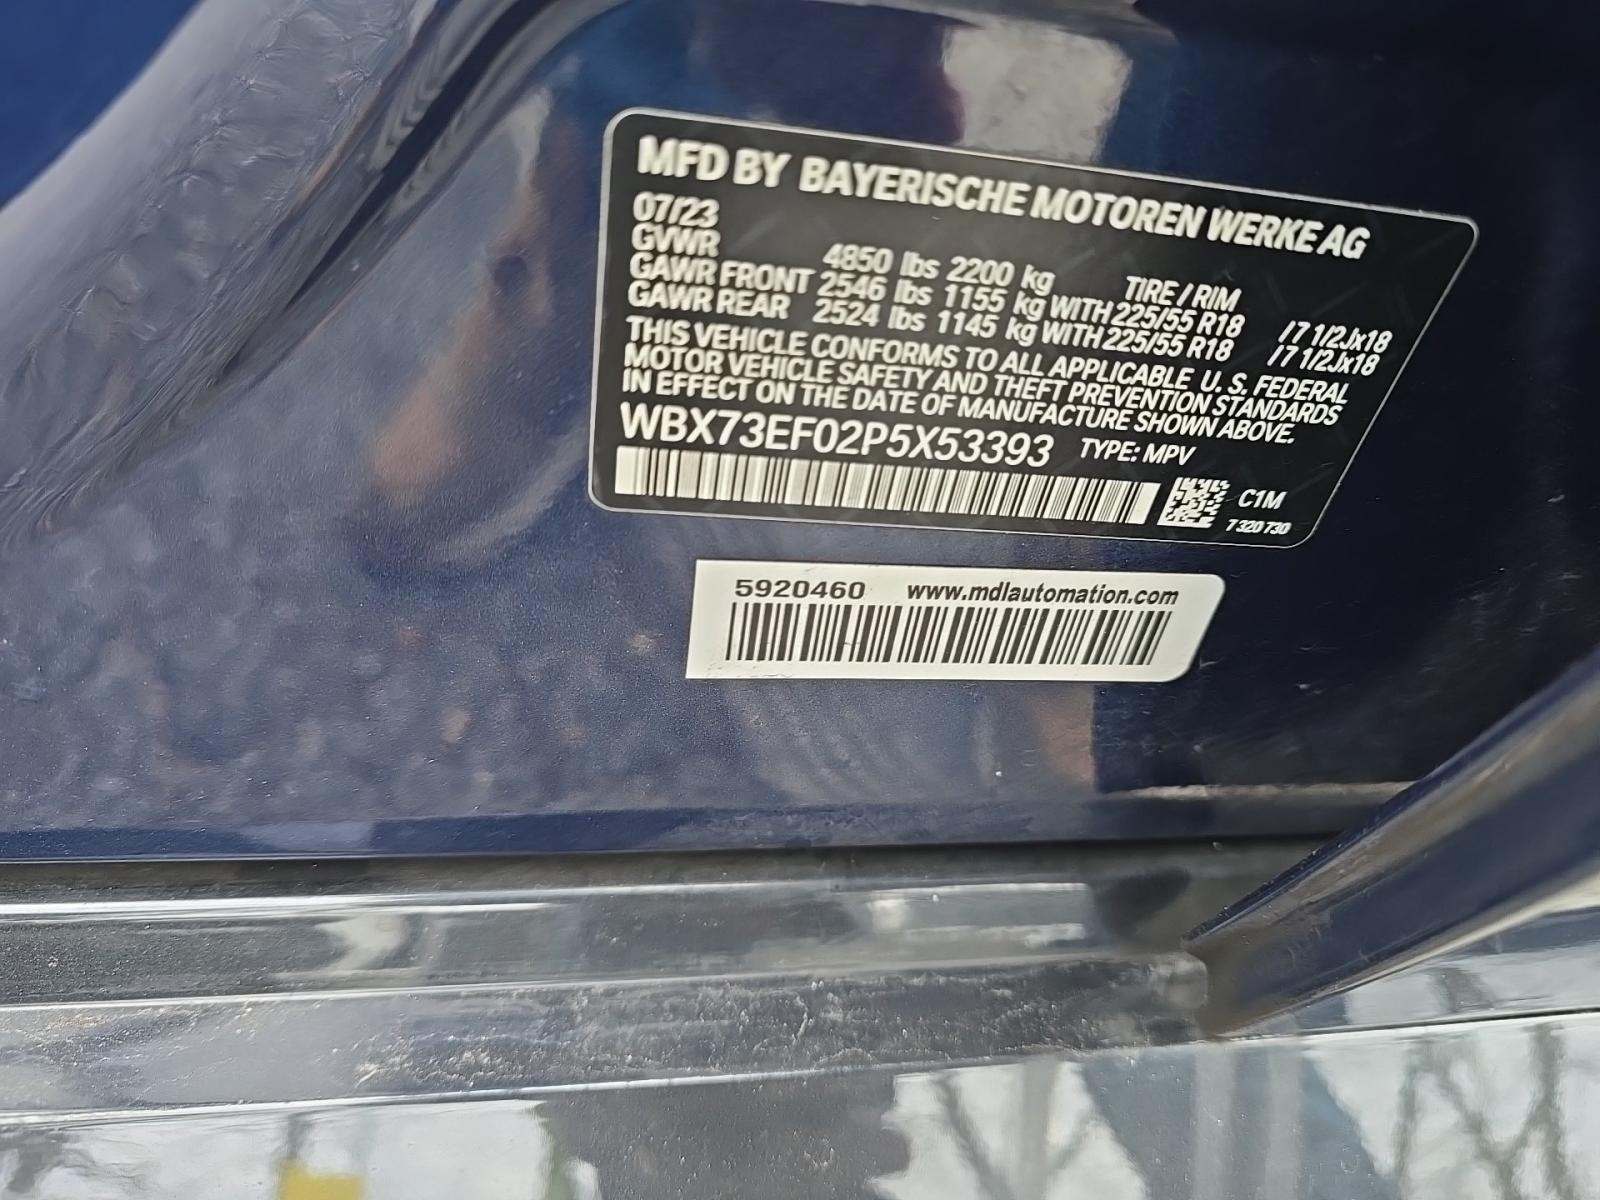 MFD BY BAYERISCHE MOTOREN WERKE AG
07/23
GVWR 4850 lbs 2200 kg TIRE / RIM
GAWR FRONT 2546 lbs 1155 kg WITH 225/55 R18 /7 1/2Jx18
GAWR REAR 2524 lbs 1145 kg WITH 225/55 R18 /7 1/2Jx18
THIS VEHICLE CONFORMS TO ALL APPLICABLE U. S. FEDERAL
MOTOR VEHICLE SAFETY AND THEFT PREVENTION STANDARDS
IN EFFECT ON THE DATE OF MANUFACTURE SHOWN ABOVE.
WBX73EF02P5X53393 TYPE: MPV
C1M
7 320 730
5920460 www.mdlautomation.com